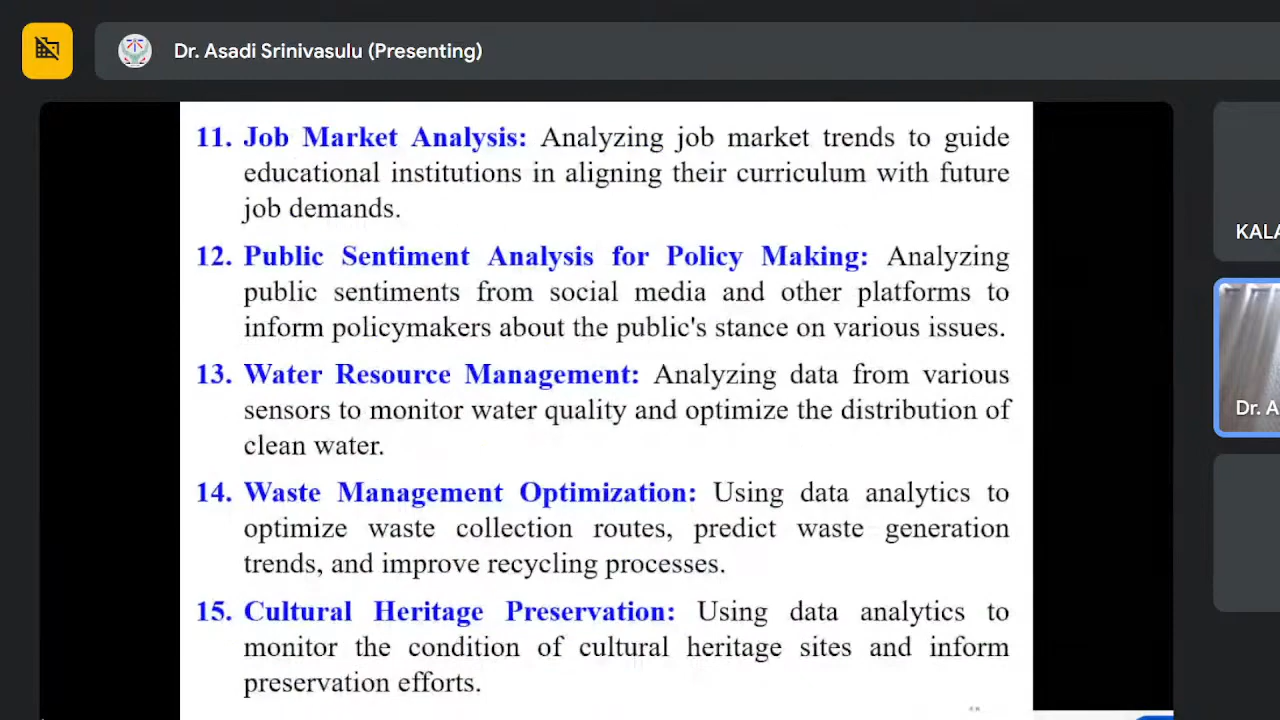 Dr. Asadi Srinivasulu (Presenting)
11. Job Market Analysis: Analyzing job market trends to guide
educational institutions in aligning their curriculum with future
job demands.
12. Public Sentiment Analysis for Policy Making: Analyzing
public sentiments from social media and other platforms to
inform policymakers about the public's stance on various issues.
13. Water Resource Management: Analyzing data from various
sensors to monitor water quality and optimize the distribution of
clean water.
14. Waste Management Optimization: Using data analytics to
optimize waste collection routes, predict waste generation
trends, and improve recycling processes.
15. Cultural Heritage Preservation: Using data analytics to
monitor the condition of cultural heritage sites and inform
preservation efforts.
KALA
Dr. A